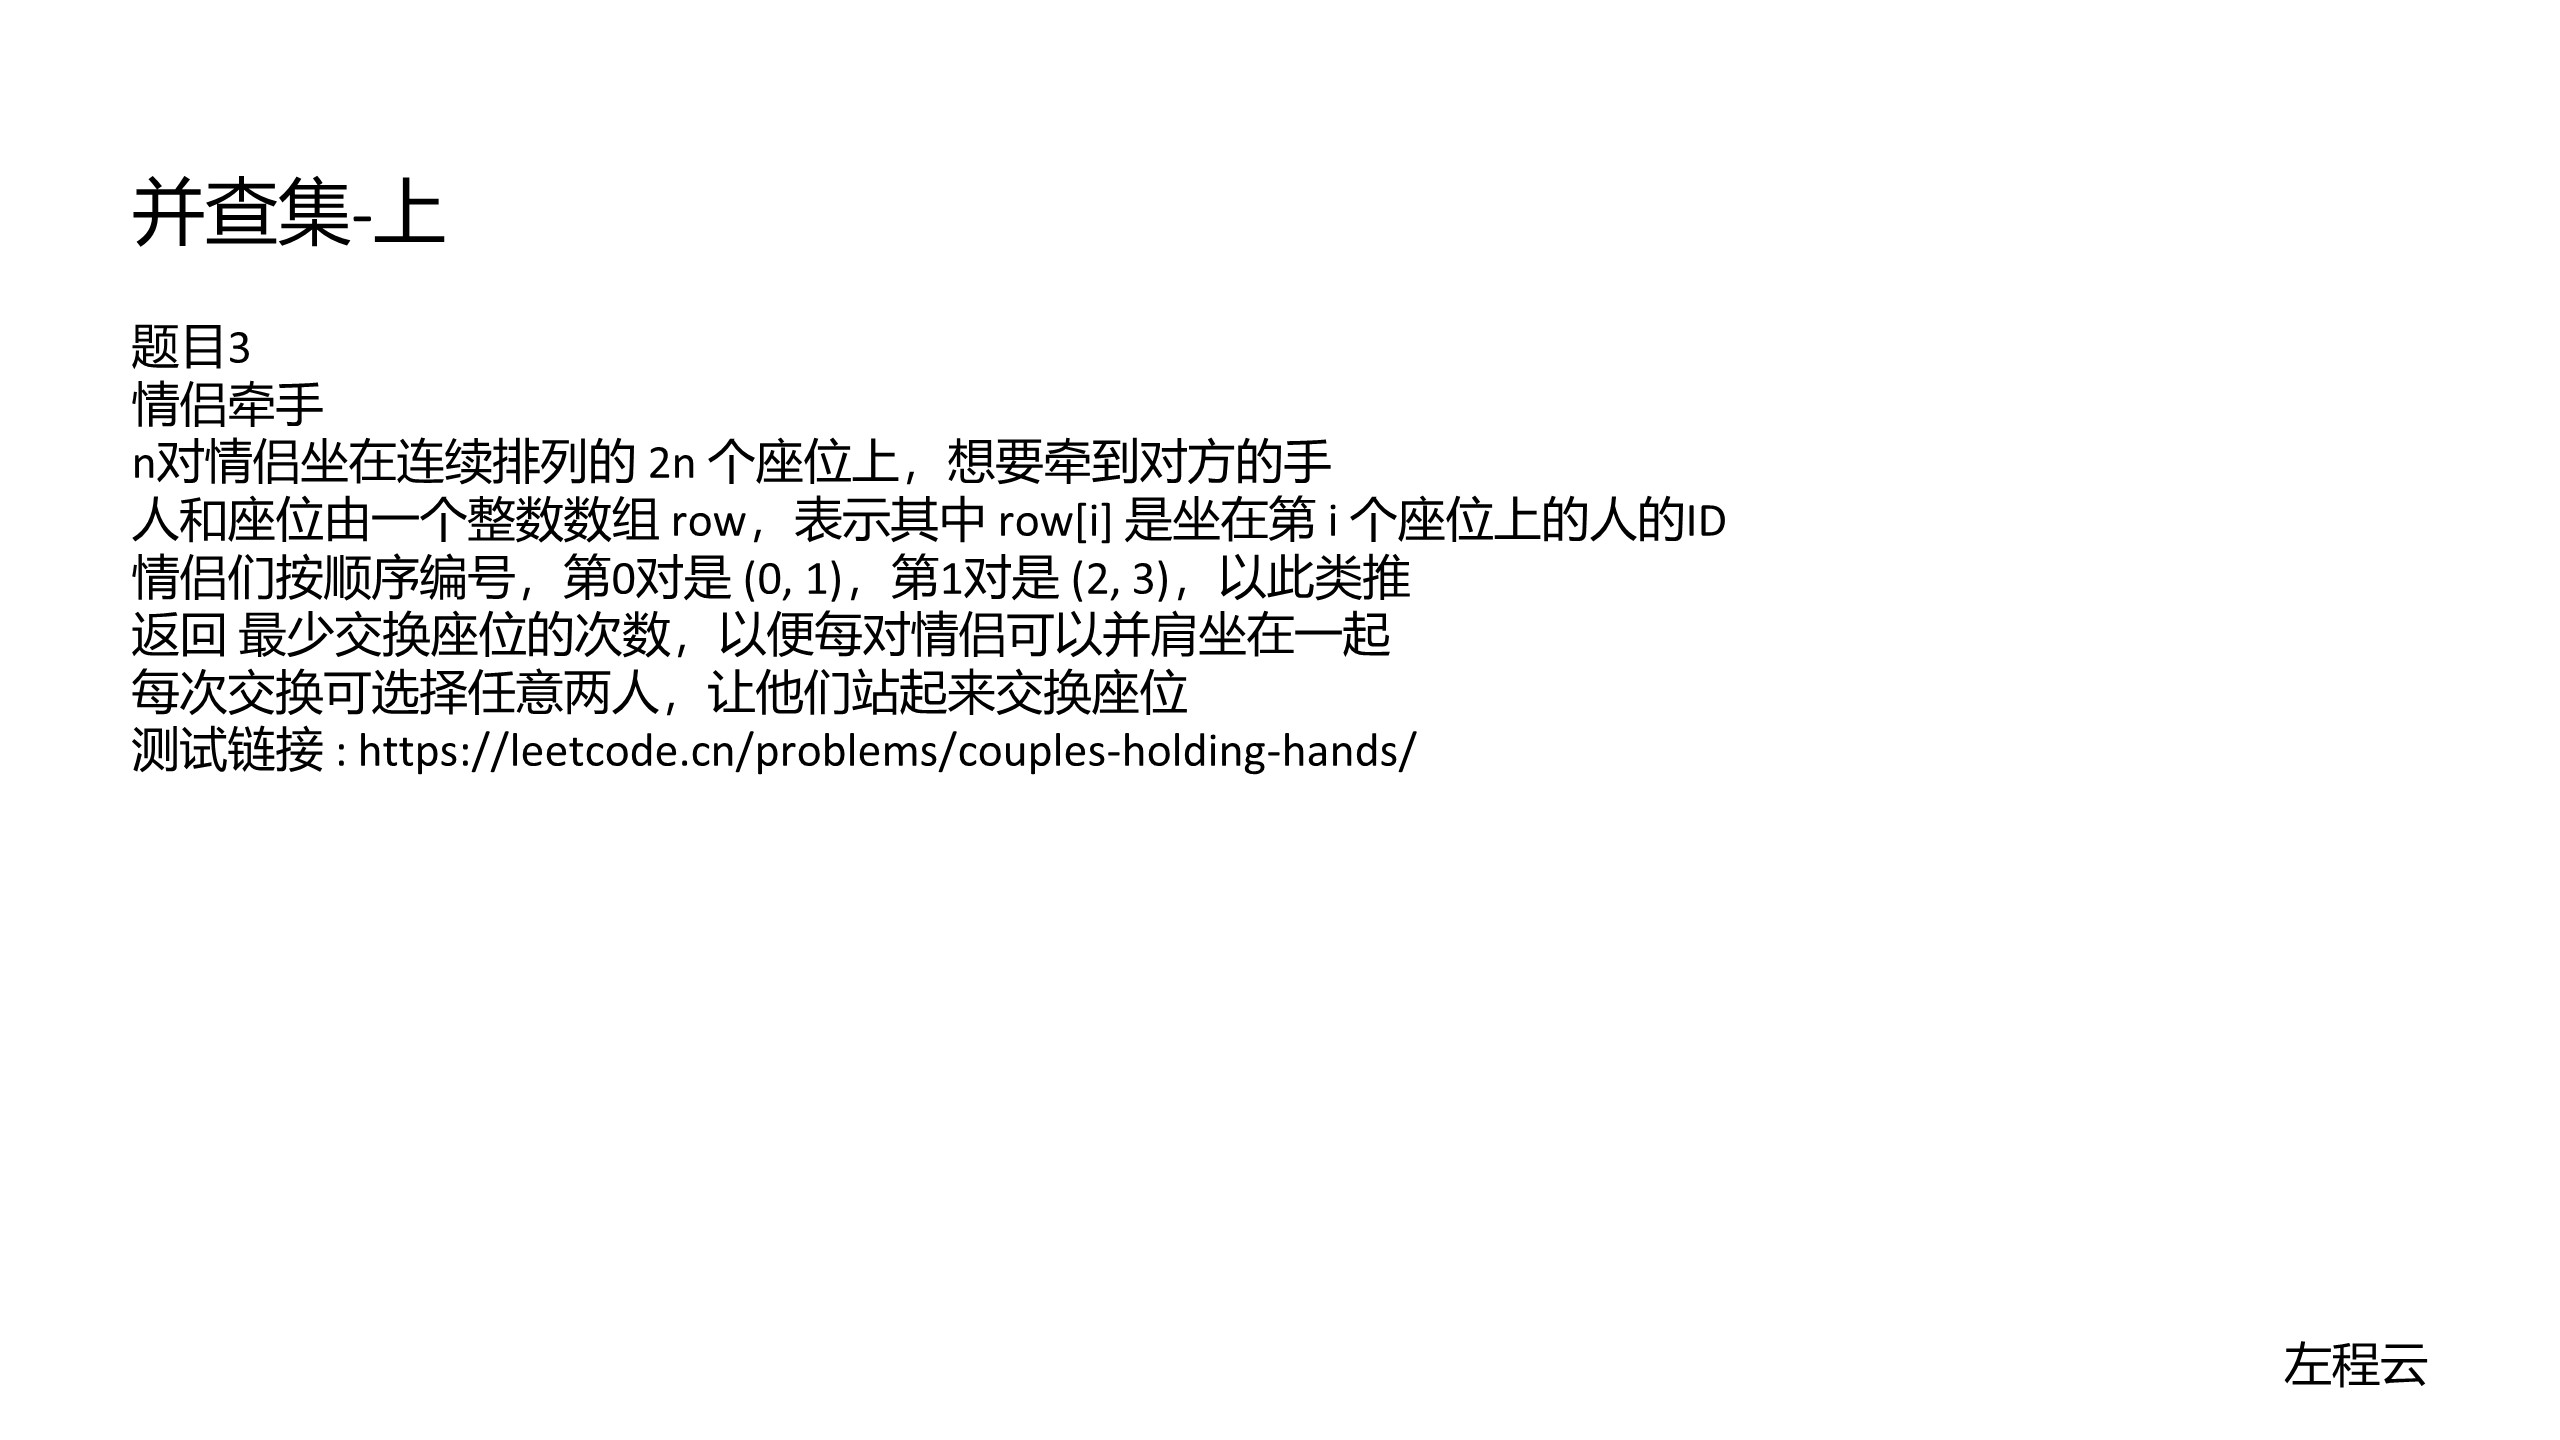 并查集-上
题目3
情侣牵手
n对情侣坐在连续排列的 2n 个座位上，想要牵到对方的手
人和座位由一个整数数组 row，表示其中 row[i] 是坐在第 i 个座位上的人的ID
情侣们按顺序编号，第0对是 (0, 1)，第1对是 (2, 3)，以此类推
返回 最少交换座位的次数，以便每对情侣可以并肩坐在一起
每次交换可选择任意两人，让他们站起来交换座位
测试链接 : https://leetcode.cn/problems/couples-holding-hands/
左程云